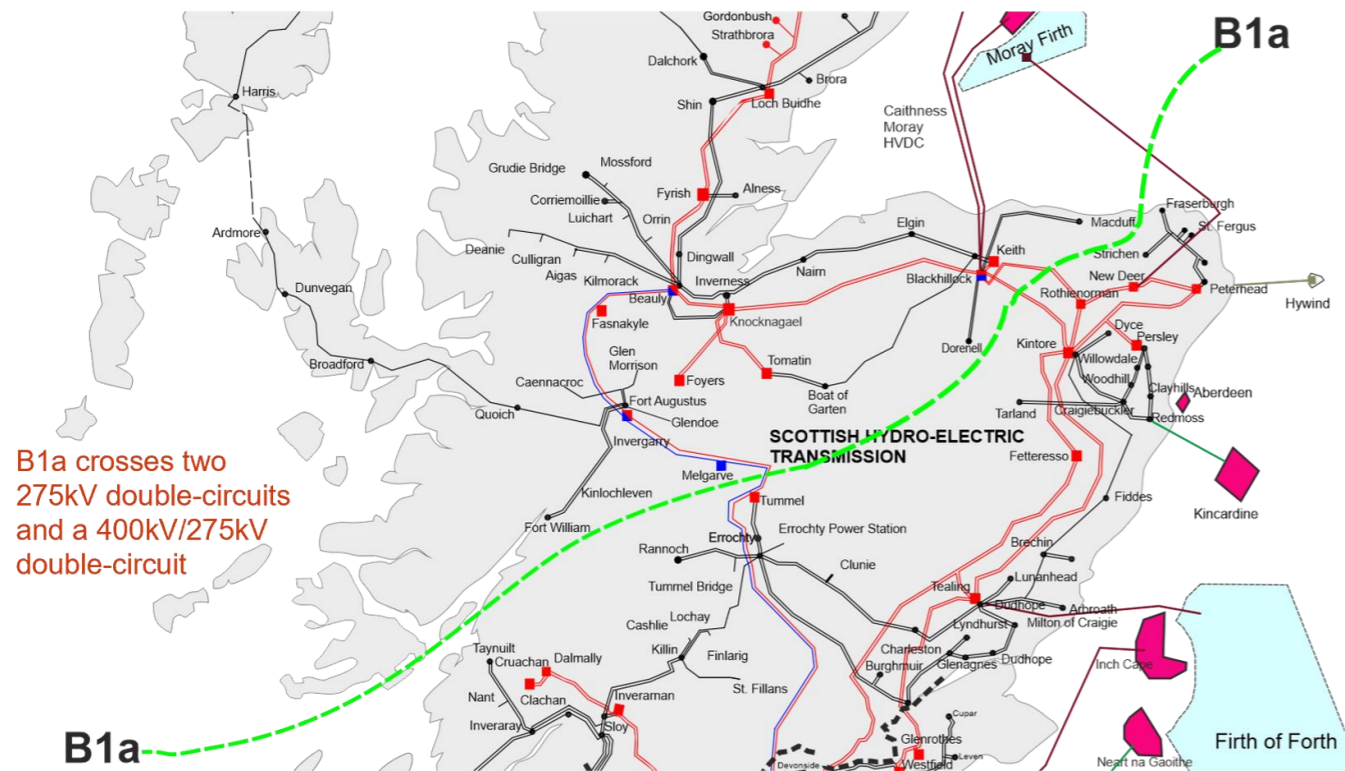 Gordonbush
Strathbrora
B1a
Moray Firth
Dalchork
Brora
Harris
Shin
Loch Buidhe
Caithness
Moray
HVDC
Mossford
Grudie Bridge
Fyrish
Alness
Corriemoillie
Luichart
Orrin
Fraserburgh
Macduff
St. Fergus
Elgin
Ardmore
Deanie
Culligran
Aigas
Dingwall
Keith
Strichen
Nairn
Kilmorack
Inverness
Blackhillock
New Deer
Dunvegan
Beauly
Rothienorman
Peterhead
Hywind
Fasnakyle
Knocknagael
Dyce
Persley
Dorenell
Kintore
Glen
Morrison
Tomatin
Willowdale
Broadford
Foyers
Woodhill
Caennacroc
Boat of
Garten
Clayhills
Aberdeen
Fort Augustus
Quoich
Glendoe
Tarland
Craigiebuckler
Redmoss
Invergarry
SCOTTISH HYDRO-ELECTRIC
TRANSMISSION
Fetteresso
B1a crosses two
275kV double-circuits
and a 400kV/275kV
double-circuit
Melgarve
Kinlochleven
Tummel
Fiddes
Kincardine
Fort William
Errochty Power Station
Errochty
Rannoch
Brechin
Clunie
Tummel Bridge
Tealing
Lunanhead
Dudhope
Arbroath
Milton of Craigie
Lochay
Cashlie
Lyndhurst
Taynuilt
Cruachan
Dalmally
Killin
Finlarig
Charleston
Burghmuir
Glenagnes
Dudhope
Inch Cape
St. Fillans
Nant
Clachan
Inverarnan
Inveraray
Sloy
Cupar
B1a
Glenrothes
Firth of Forth
Leven
Devonside
Westfield
Neart na Gaoithe